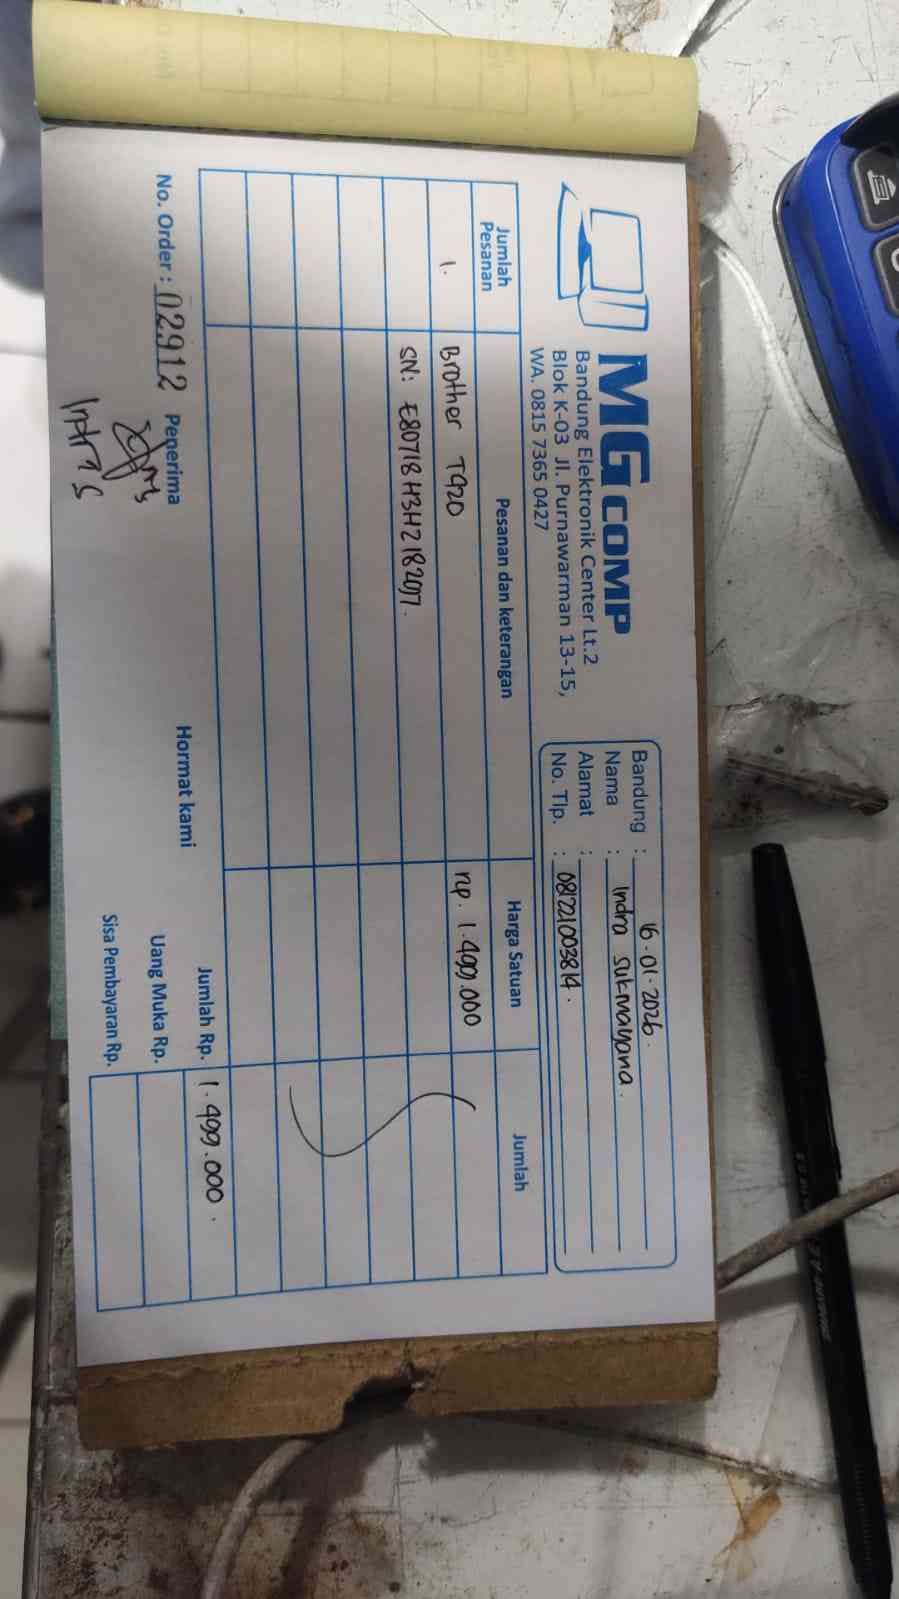 MGCOMP
Bandung Elektronik Center Lt.2
Blok K-03 Jl. Purnawarman 13-15,
WA. 0815 7365 0427
Bandung : 16-01-2026.
Nama : Indra sukmayana.
Alamat :
No. Tlp. : 081221003814.
Jumlah Pesanan Pesanan dan keterangan Harga Satuan Jumlah
1. Brother T920 rp. 1.499.000
SN: E80718H3H218297.
Jumlah Rp. 1.499.000.
Uang Muka Rp.
Sisa Pembayaran Rp.
No. Order : 02912 Penerima Hormat kami